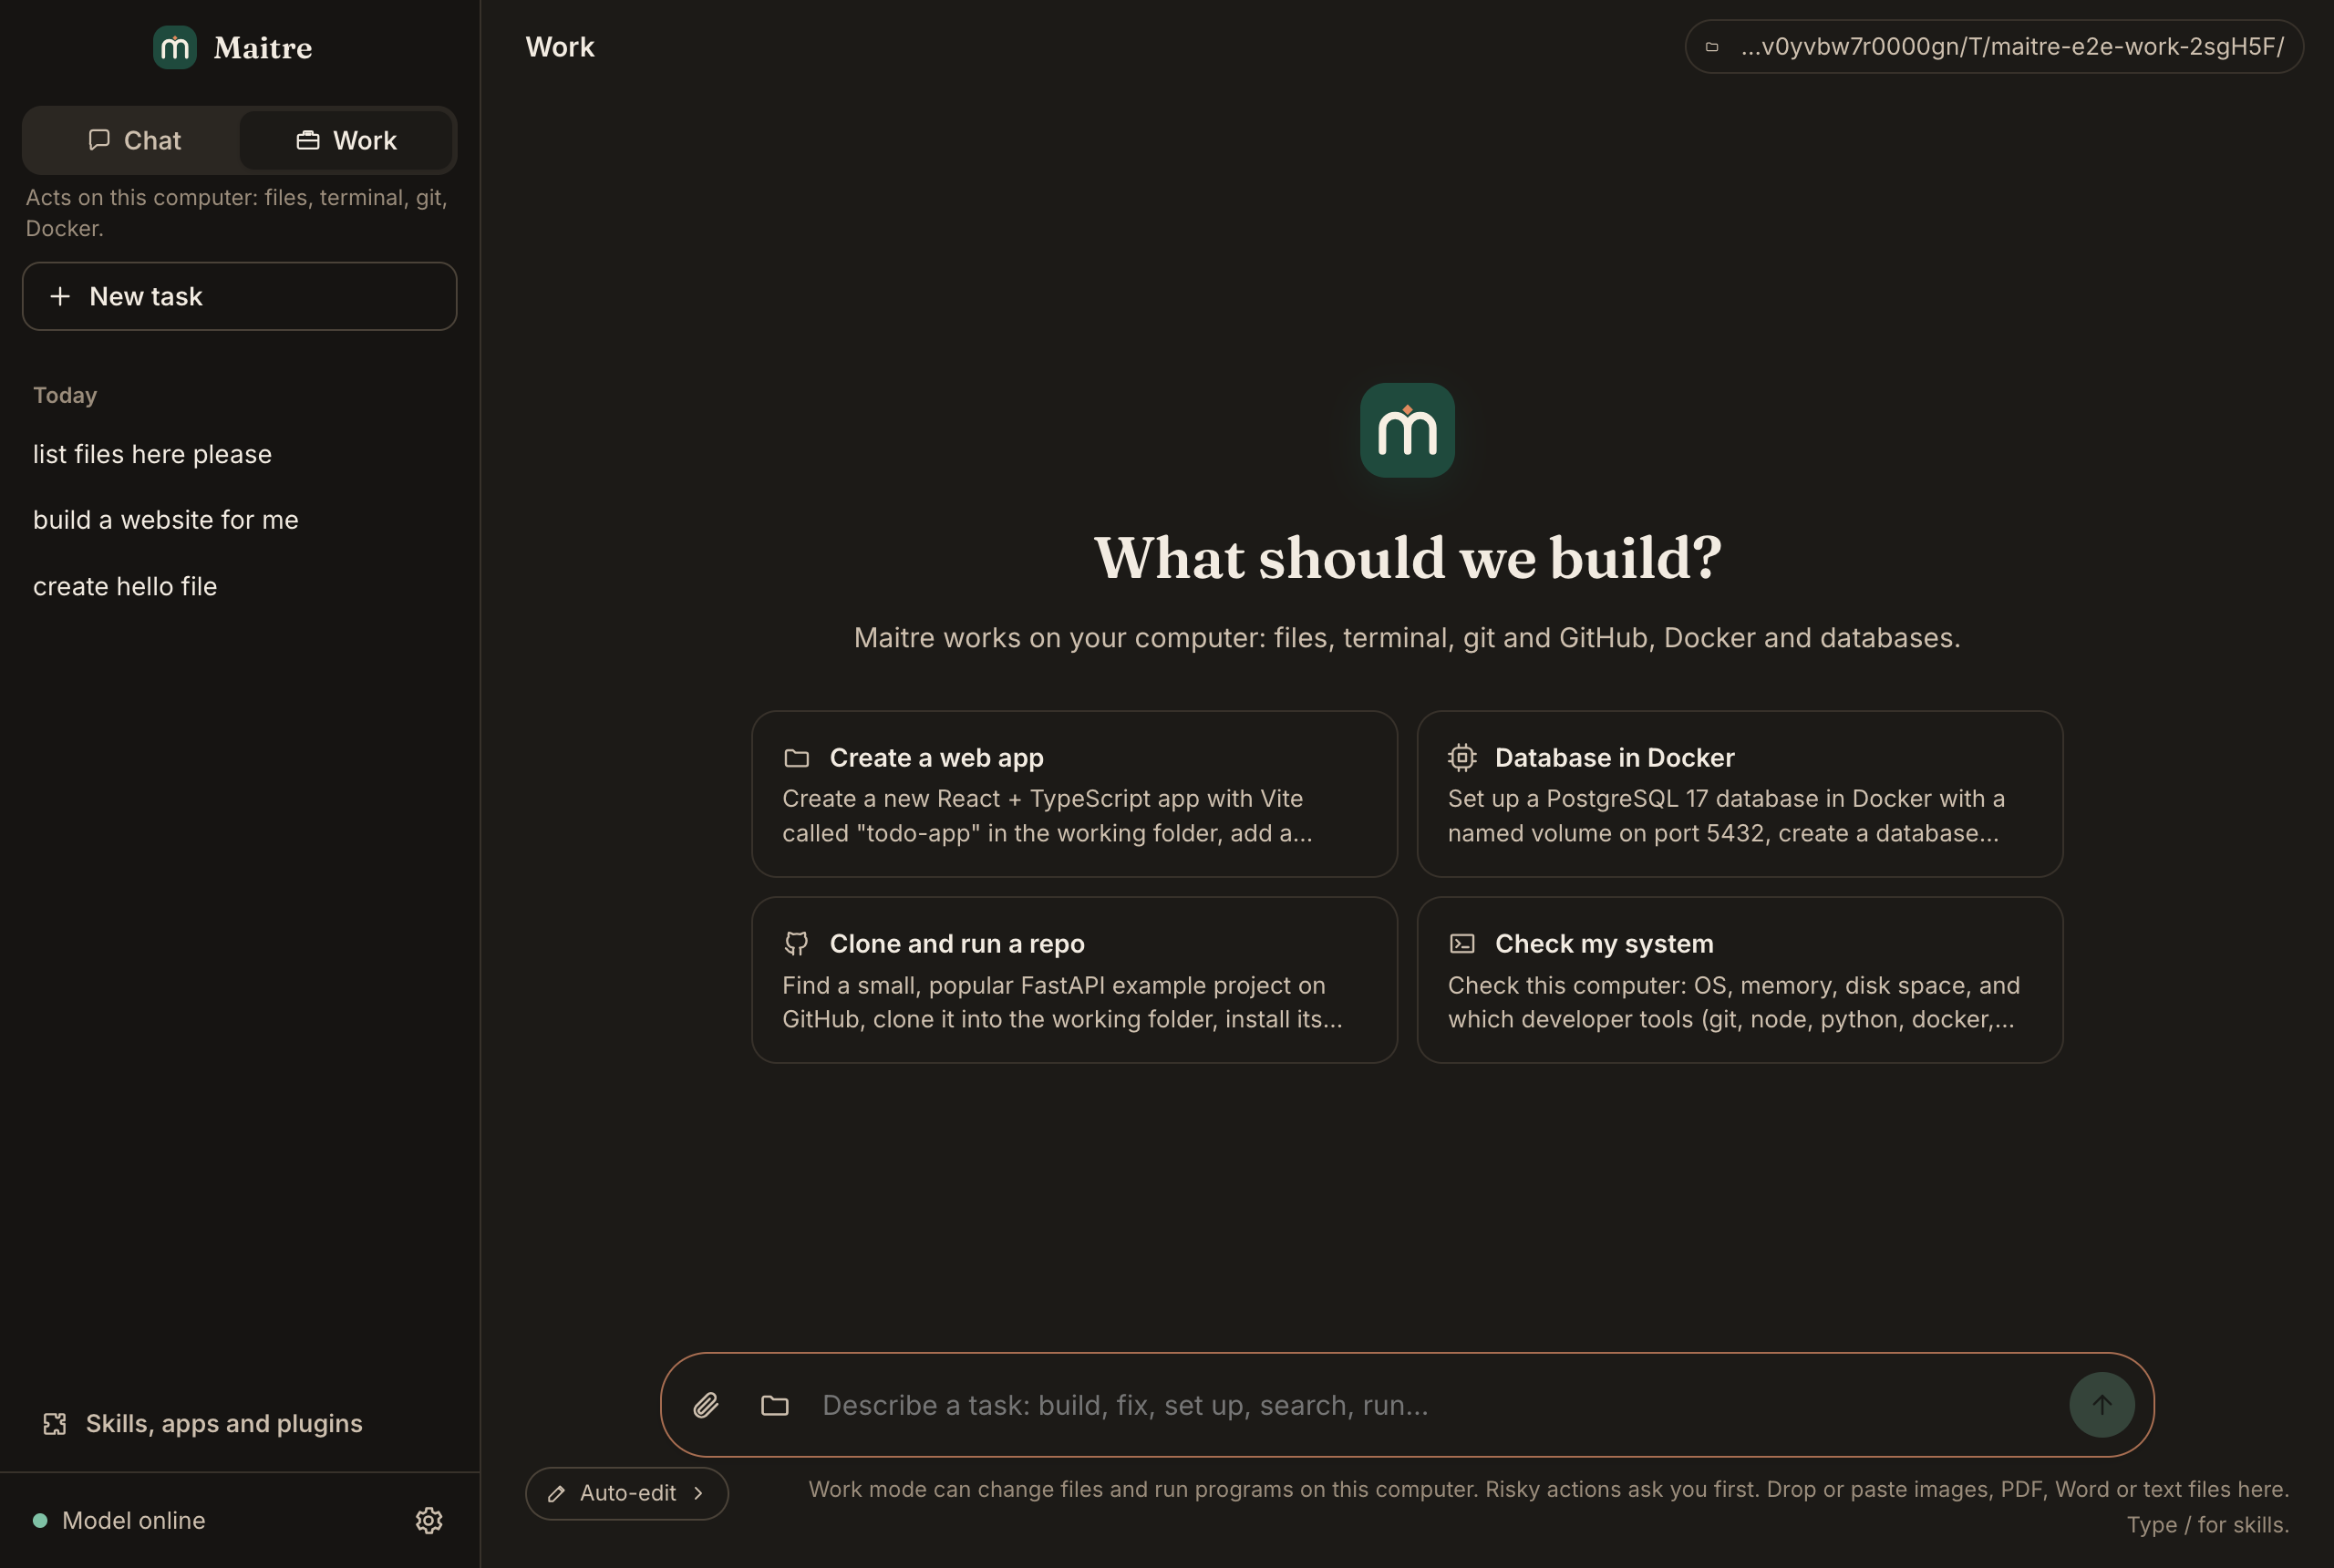 Maitre
Chat
Work
Acts on this computer: files, terminal, git,
Docker.
New task
Today
list files here please
build a website for me
create hello file
Skills, apps and plugins
Model online
Work
...v0yvbw7r0000gn/T/maitre-e2e-work-2sgH5F/
What should we build?
Maitre works on your computer: files, terminal, git and GitHub, Docker and databases.
Create a web app
Create a new React + TypeScript app with Vite
called "todo-app" in the working folder, add a...
Database in Docker
Set up a PostgreSQL 17 database in Docker with a
named volume on port 5432, create a database...
Clone and run a repo
Find a small, popular FastAPI example project on
GitHub, clone it into the working folder, install its...
Check my system
Check this computer: OS, memory, disk space, and
which developer tools (git, node, python, docker,...
Describe a task: build, fix, set up, search, run...
Auto-edit
Work mode can change files and run programs on this computer. Risky actions ask you first. Drop or paste images, PDF, Word or text files here.
Type / for skills.